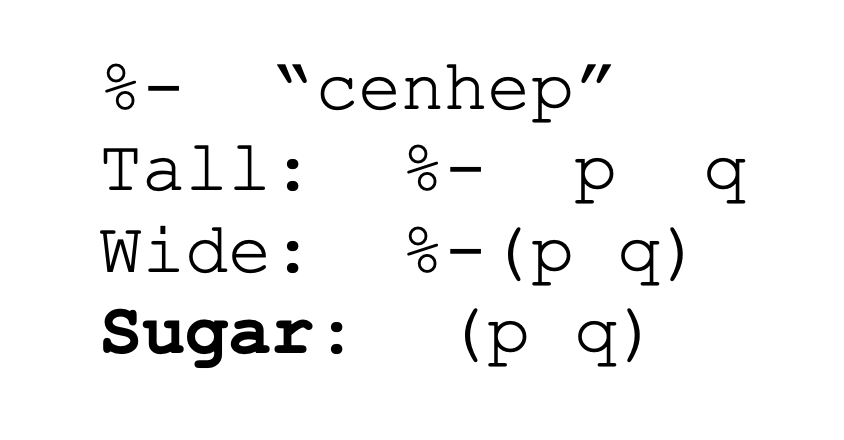 %-  “cenhep”
Tall:  %-  p  q
Wide:  %-(p q)
Sugar:  (p q)